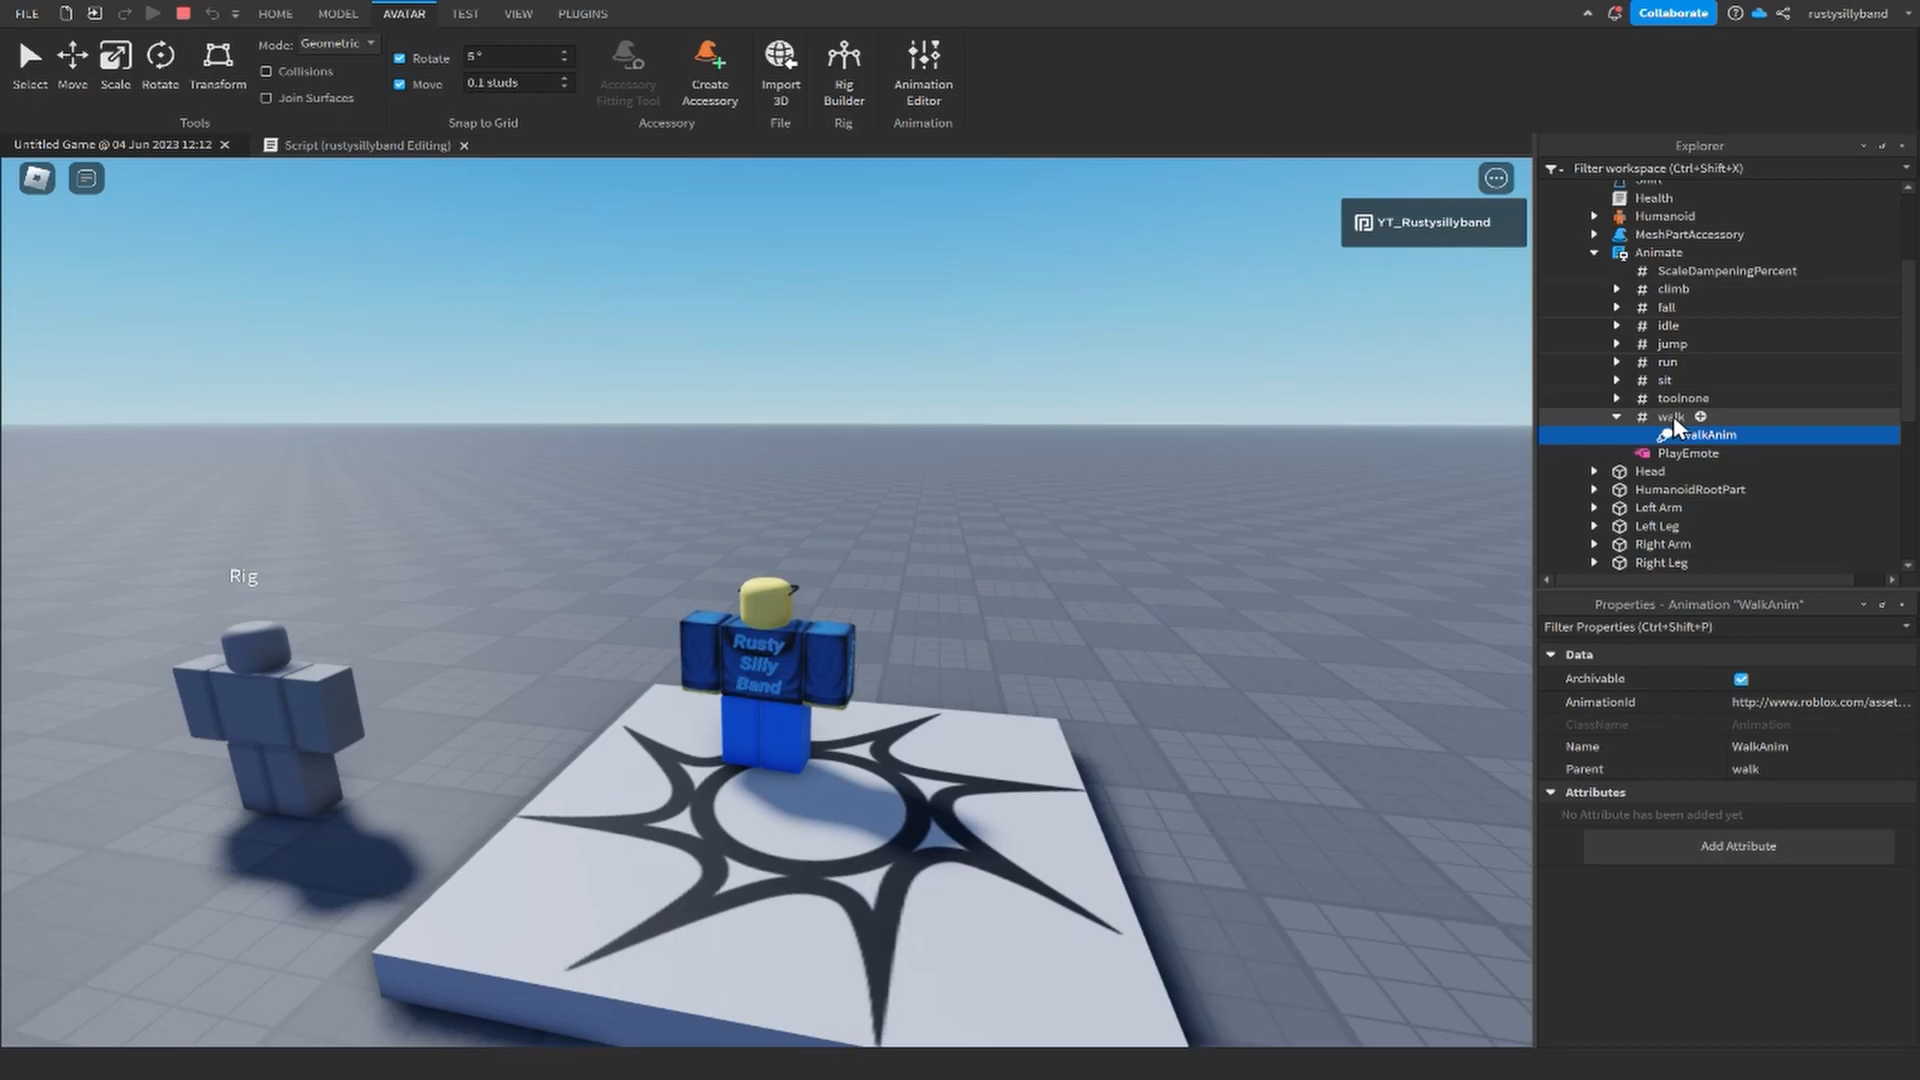 FILE HOME MODEL AVATAR TEST VIEW PLUGINS Collaborate rustysillyband
Select Move Scale Rotate Transform
Mode: Geometric
Collisions
Join Surfaces
Tools
Rotate 5°
Move 0.1 studs
Snap to Grid
Accessory
Fitting Tool
Create
Accessory
Accessory
Import
3D
File
Rig
Builder
Rig
Animation
Editor
Animation
Untitled Game @ 04 Jun 2023 12:12
Script (rustysillyband Editing)
YT_Rustysillyband
Rig
Rusty
Silly
Band
Explorer
Filter workspace (Ctrl+Shift+X)
Health
Humanoid
MeshPartAccessory
Animate
ScaleDampeningPercent
climb
fall
idle
jump
run
sit
toolnone
walk
WalkAnim
PlayEmote
Head
HumanoidRootPart
Left Arm
Left Leg
Right Arm
Right Leg
Properties - Animation "WalkAnim"
Filter Properties (Ctrl+Shift+P)
Data
Archivable
AnimationId http://www.roblox.com/asset...
ClassName Animation
Name WalkAnim
Parent walk
Attributes
No Attribute has been added yet
Add Attribute